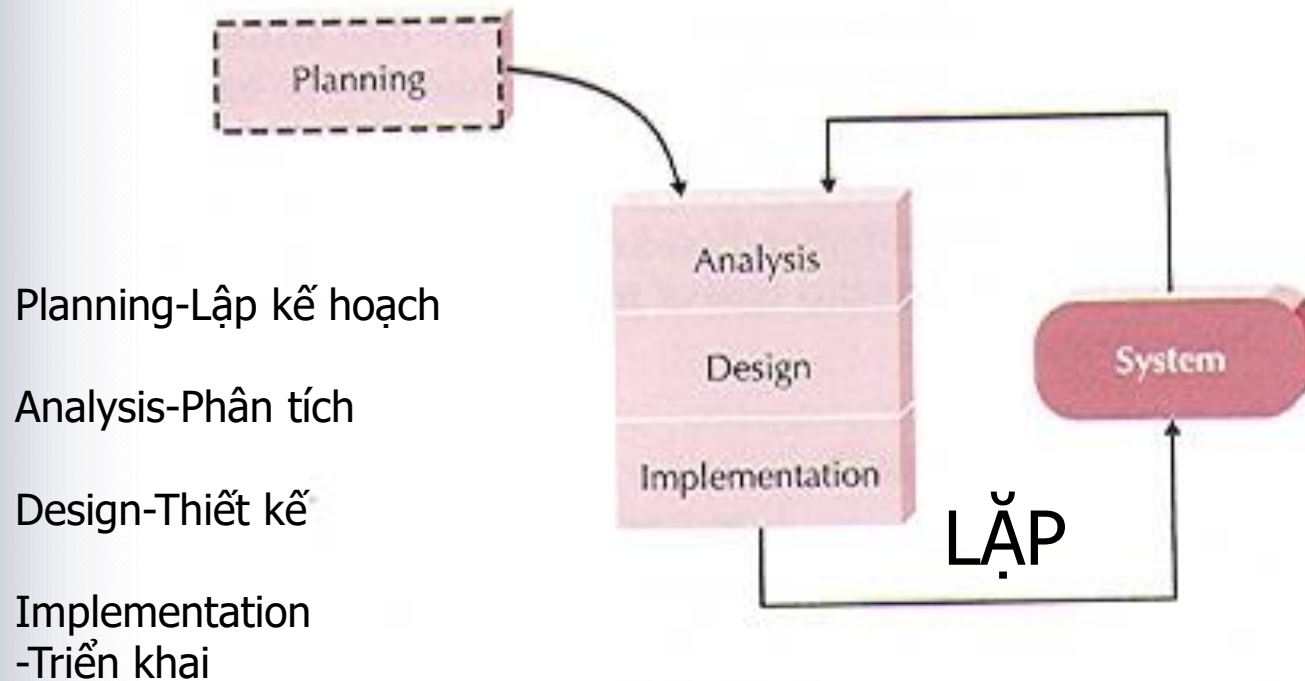 Planning
Analysis
Design
Implementation
System
LẶP
Planning-Lập kế hoạch
Analysis-Phân tích
Design-Thiết kế
Implementation
-Triển khai